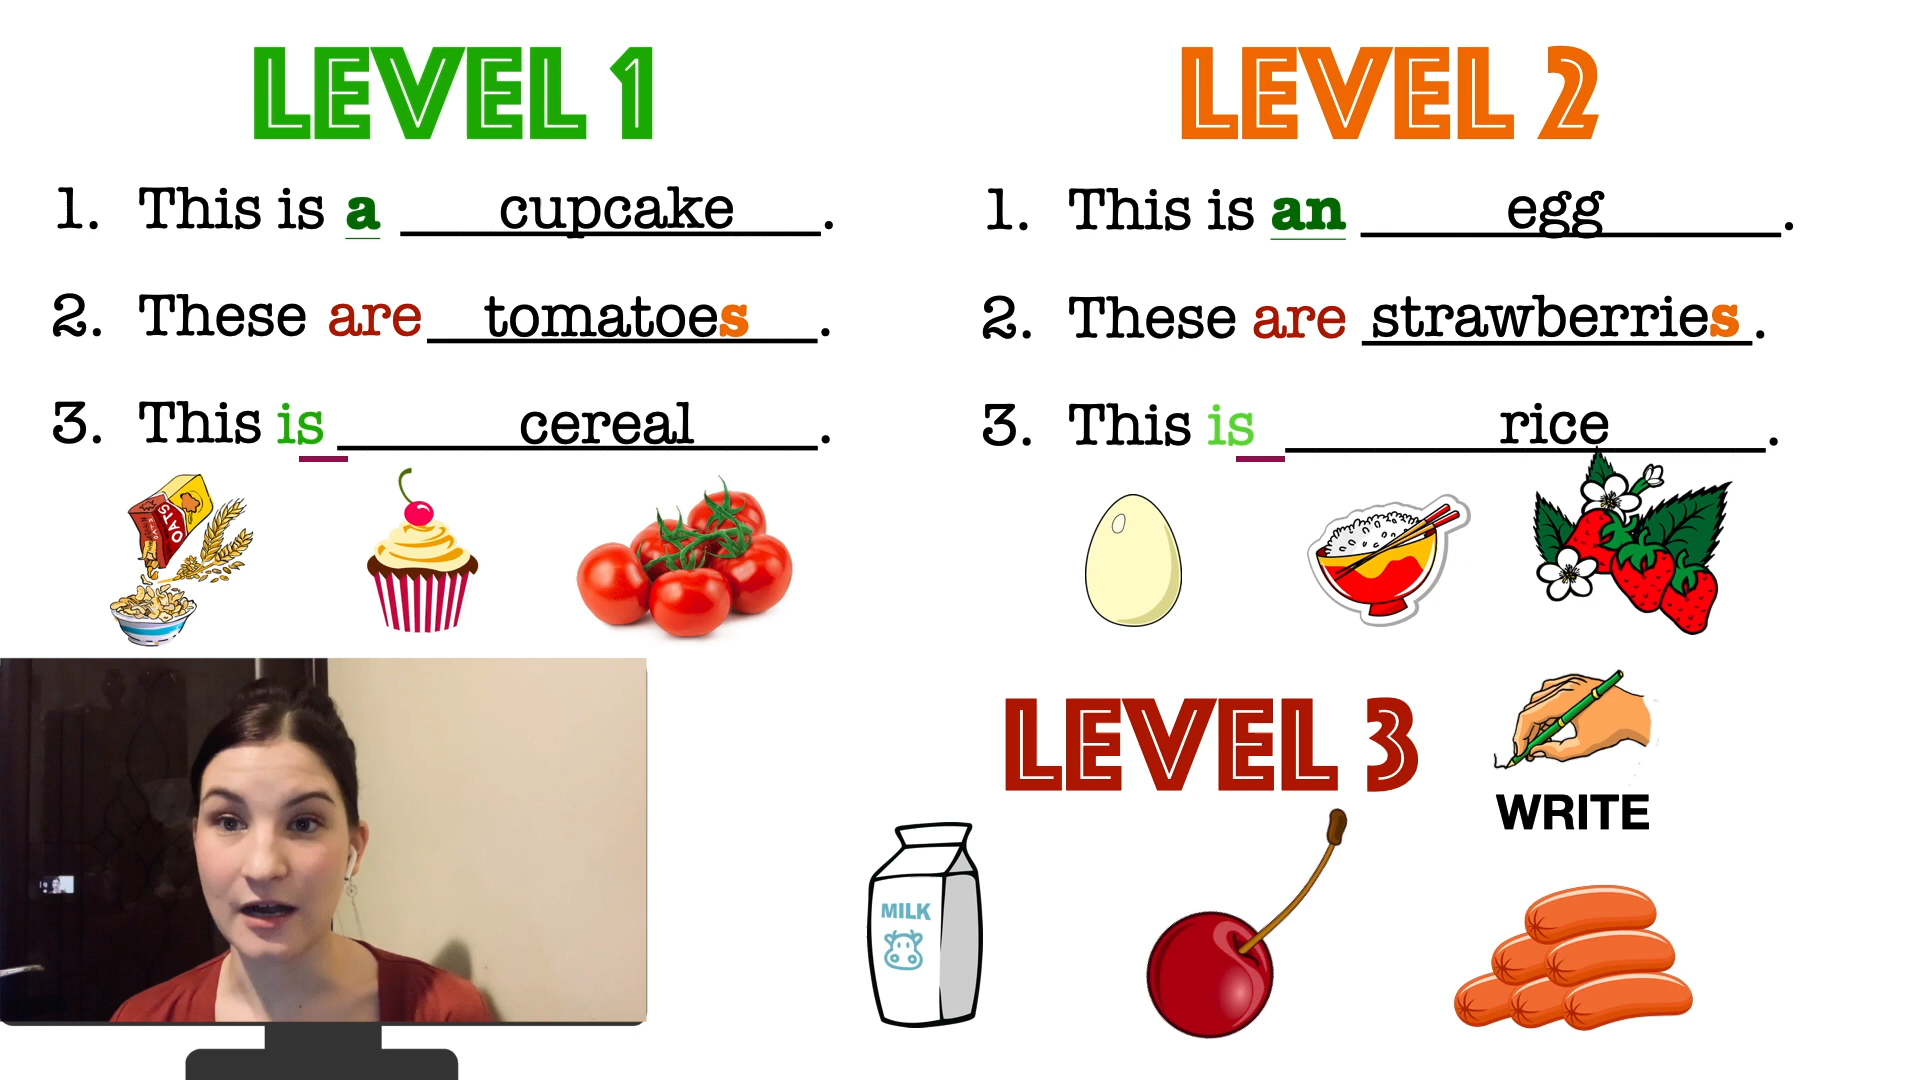 LEVEL 1
1. This is a cupcake.
2. These are tomatoes.
3. This is cereal.
OATS
LEVEL 2
1. This is an egg.
2. These are strawberries.
3. This is rice.
LEVEL 3
WRITE
MILK